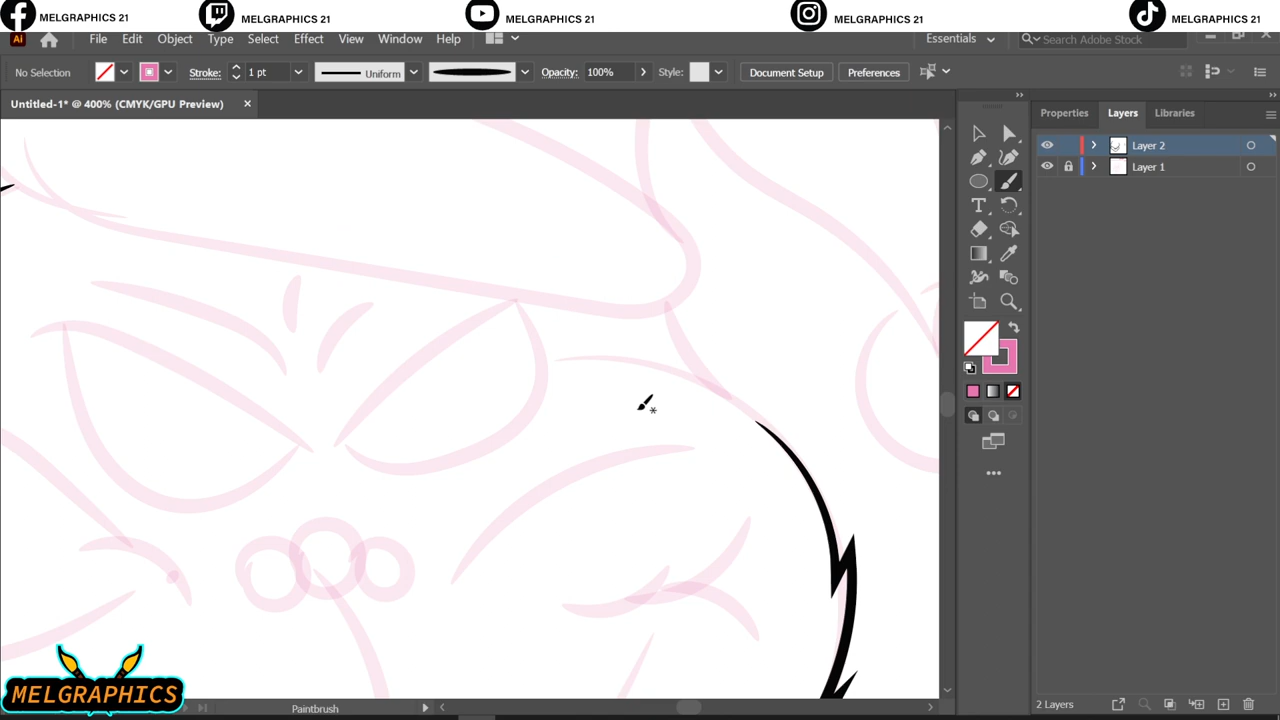 MELGRAPHICS 21
MELGRAPHICS 21
MELGRAPHICS 21
MELGRAPHICS 21
MELGRAPHICS 21
Ai File Edit Object Type Select Effect View Window Help Essentials Search Adobe Stock
No Selection Stroke: 1 pt Uniform Opacity: 100% Style: Document Setup Preferences
Untitled-1* @ 400% (CMYK/GPU Preview)
Properties Layers Libraries
Layer 2
Layer 1
MELGRAPHICS
Paintbrush
2 Layers